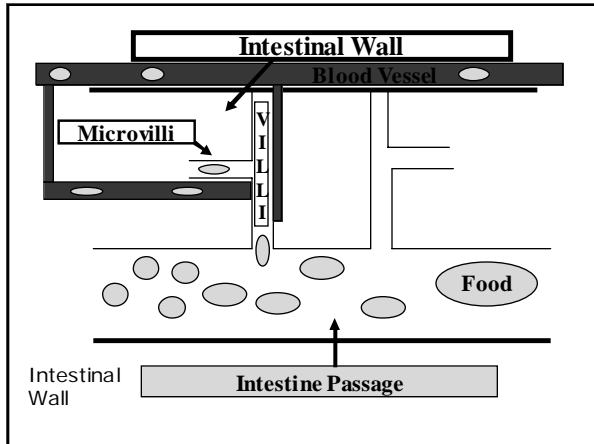 Intestinal Wall
Blood Vessel
Microvilli
V
I
L
L
I
Food
Intestinal
Wall
Intestine Passage